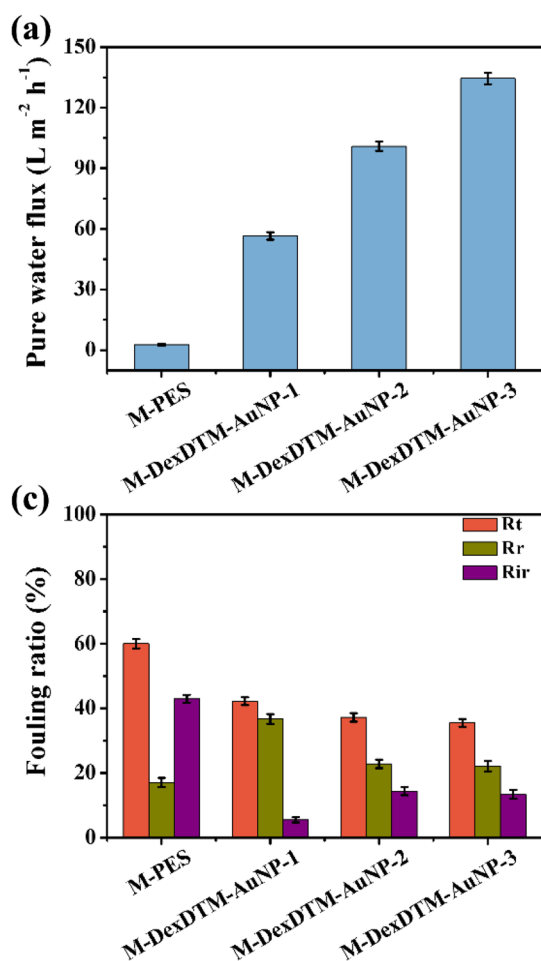 (a)
Pure water flux (L m⁻² h⁻¹)
150
120
90
60
30
0
M-PES
M-DexDTM-AuNP-1
M-DexDTM-AuNP-2
M-DexDTM-AuNP-3
(c)
Fouling ratio (%)
100
80
60
40
20
0
Rt
Rr
Rir
M-PES
M-DexDTM-AuNP-1
M-DexDTM-AuNP-2
M-DexDTM-AuNP-3